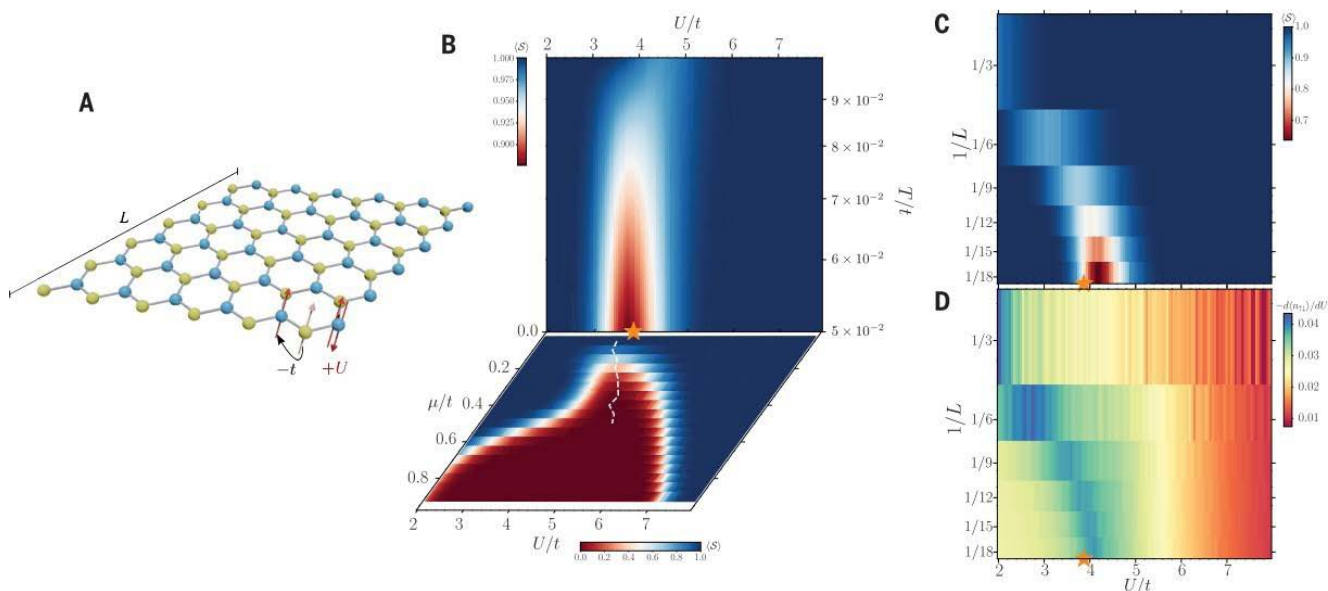 A
L
−t
+U
B
U/t
2 3 4 5 6 7
⟨S⟩
1.000
0.975
0.950
0.925
0.900
9 × 10⁻²
8 × 10⁻²
7 × 10⁻²
6 × 10⁻²
5 × 10⁻²
T/t
0.0
0.2
0.4
0.6
0.8
μ/t
2 3 4 5 6 7
U/t
0.0 0.2 0.4 0.6 0.8 1.0
⟨S⟩
C
⟨S⟩
1.0
0.9
0.8
0.7
1/L
1/3
1/6
1/9
1/12
1/15
1/18
D
−d⟨n↑↓⟩/dU
0.04
0.03
0.02
0.01
1/L
1/3
1/6
1/9
1/12
1/15
1/18
2 3 4 5 6 7
U/t